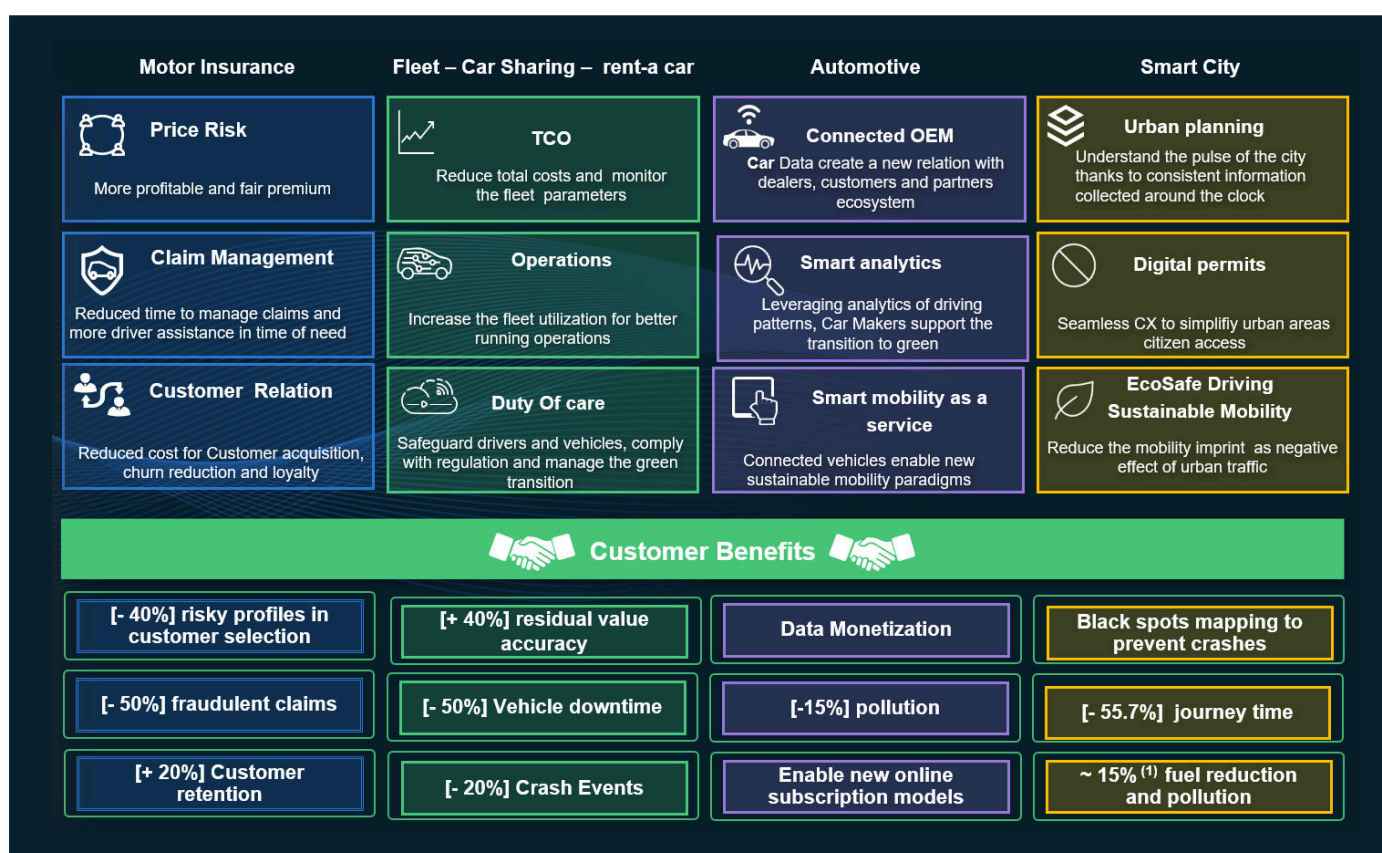 Motor Insurance
Fleet – Car Sharing – rent-a car
Automotive
Smart City
Price Risk
More profitable and fair premium
TCO
Reduce total costs and monitor
the fleet parameters
Connected OEM
Car Data create a new relation with
dealers, customers and partners
ecosystem
Urban planning
Understand the pulse of the city
thanks to consistent information
collected around the clock
Claim Management
Reduced time to manage claims and
more driver assistance in time of need
Operations
Increase the fleet utilization for better
running operations
Smart analytics
Leveraging analytics of driving
patterns, Car Makers support the
transition to green
Digital permits
Seamless CX to simplifiy urban areas
citizen access
Customer Relation
Reduced cost for Customer acquisition,
churn reduction and loyalty
Duty Of care
Safeguard drivers and vehicles, comply
with regulation and manage the green
transition
Smart mobility as a
service
Connected vehicles enable new
sustainable mobility paradigms
EcoSafe Driving
Sustainable Mobility
Reduce the mobility imprint as negative
effect of urban traffic
Customer Benefits
[- 40%] risky profiles in
customer selection
[+ 40%] residual value
accuracy
Data Monetization
Black spots mapping to
prevent crashes
[- 50%] fraudulent claims
[- 50%] Vehicle downtime
[-15%] pollution
[- 55.7%] journey time
[+ 20%] Customer
retention
[- 20%] Crash Events
Enable new online
subscription models
~ 15% (1) fuel reduction
and pollution